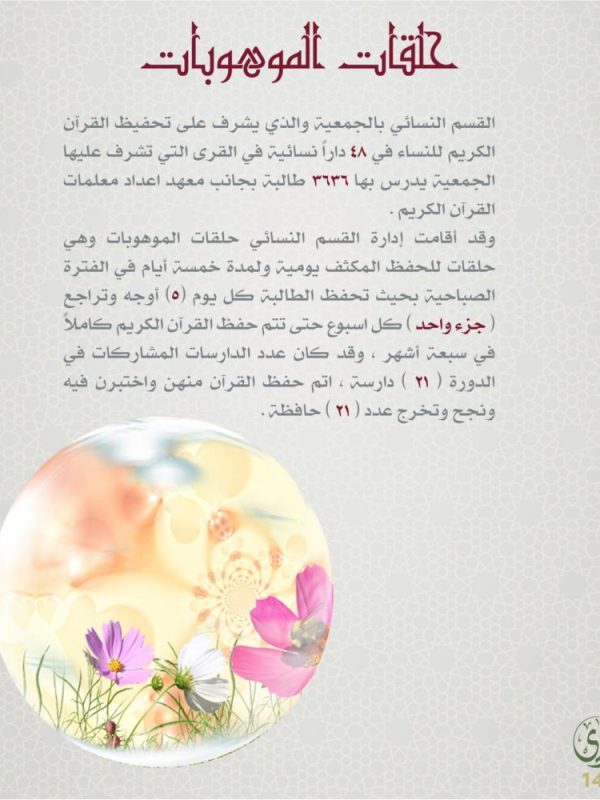 حلقات الموهوبات
القسم النسائي بالجمعية والذي يشرف على تحفيظ القرآن
الكريم للنساء في ٤٨ داراً نسائية في القرى التي تشرف عليها
الجمعية يدرس بها ٣٦٣٦ طالبة بجانب معهد اعداد معلمات
القرآن الكريم .
وقد أقامت إدارة القسم النسائي حلقات الموهوبات وهي
حلقات للحفظ المكثف يومية ولمدة خمسة أيام في الفترة
الصباحية بحيث تحفظ الطالبة كل يوم (٥) أوجه وتراجع
( جزء واحد ) كل اسبوع حتى تتم حفظ القرآن الكريم كاملاً
في سبعة أشهر ، وقد كان عدد الدارسات المشاركات في
الدورة ( ٢١ ) دارسة ، اتم حفظ القرآن منهن واختبرن فيه
ونجح وتخرج عدد ( ٢١ ) حافظة .
14